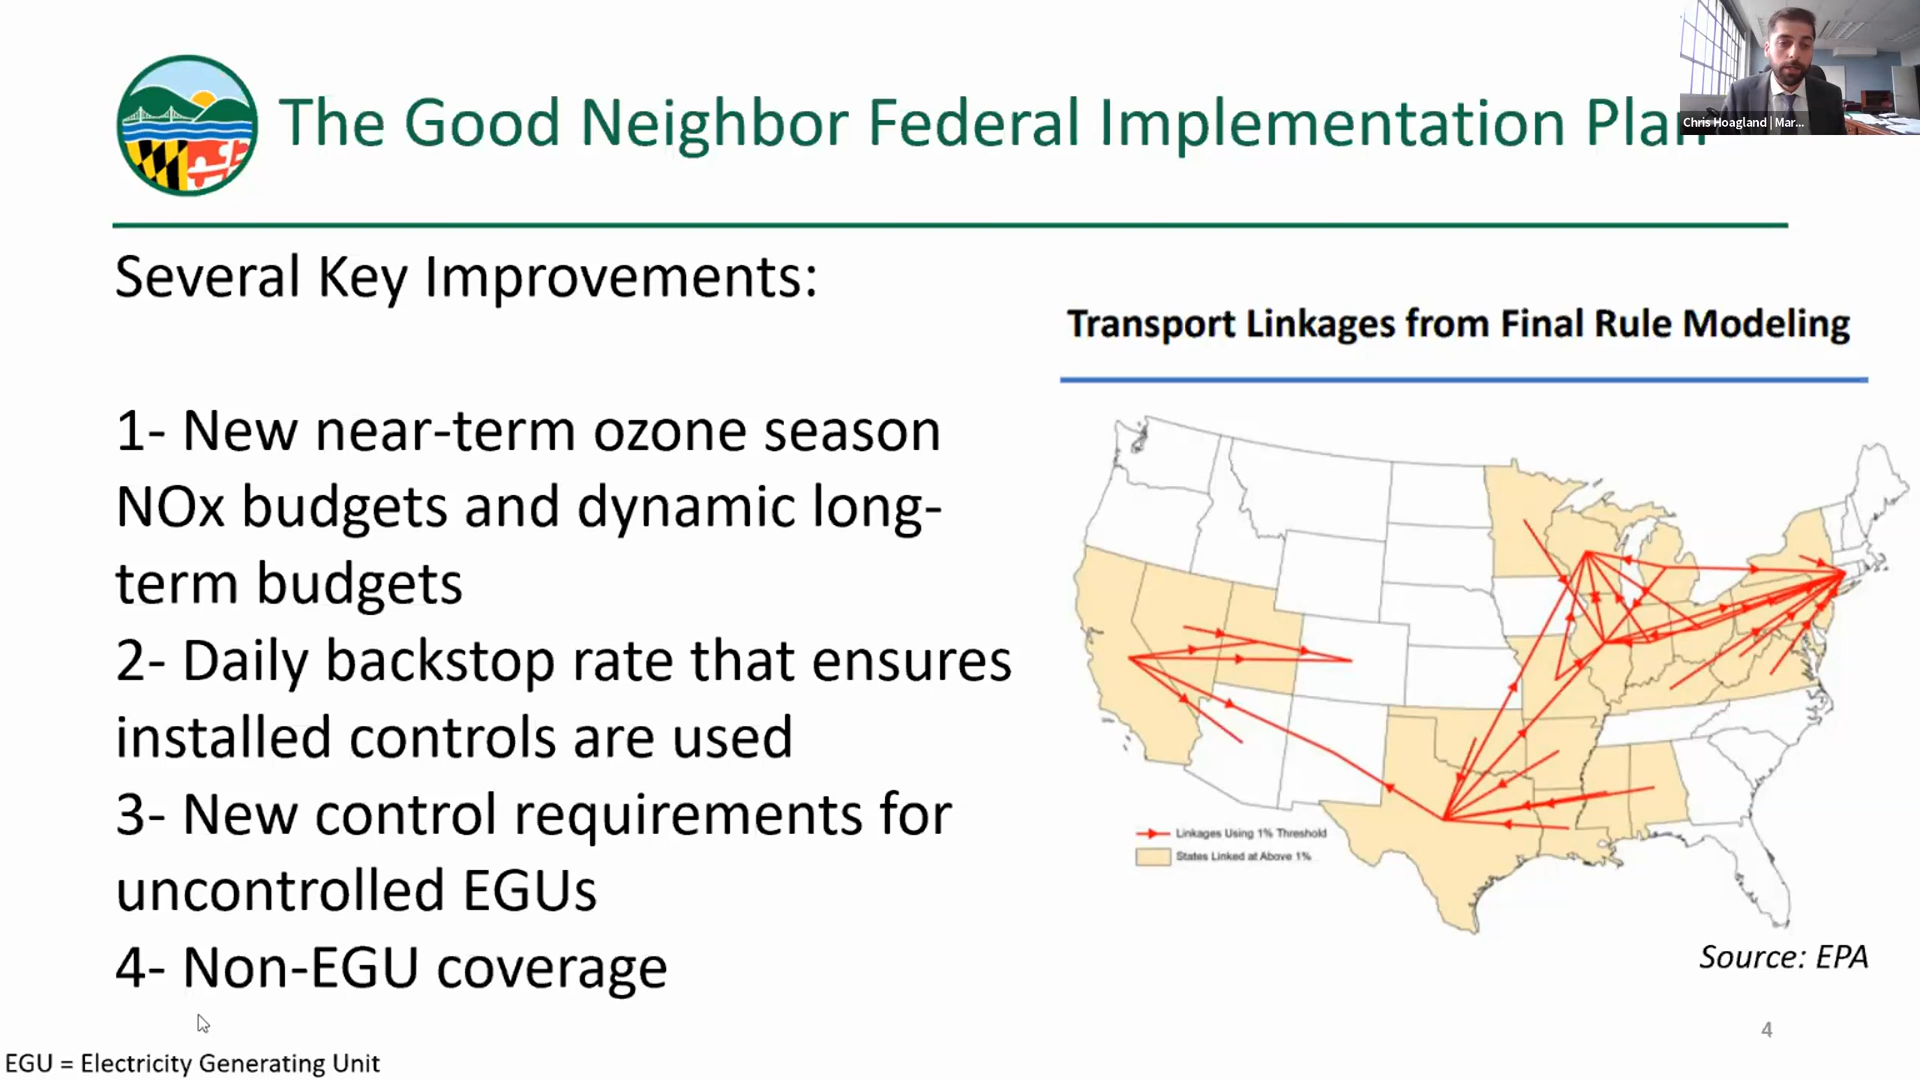 The Good Neighbor Federal Implementation Plan
Chris Hoagland | Mar...
Several Key Improvements:
1- New near-term ozone season
NOx budgets and dynamic long-
term budgets
2- Daily backstop rate that ensures
installed controls are used
3- New control requirements for
uncontrolled EGUs
4- Non-EGU coverage
Transport Linkages from Final Rule Modeling
Linkages Using 1% Threshold
States Linked at Above 1%
Source: EPA
4
EGU = Electricity Generating Unit